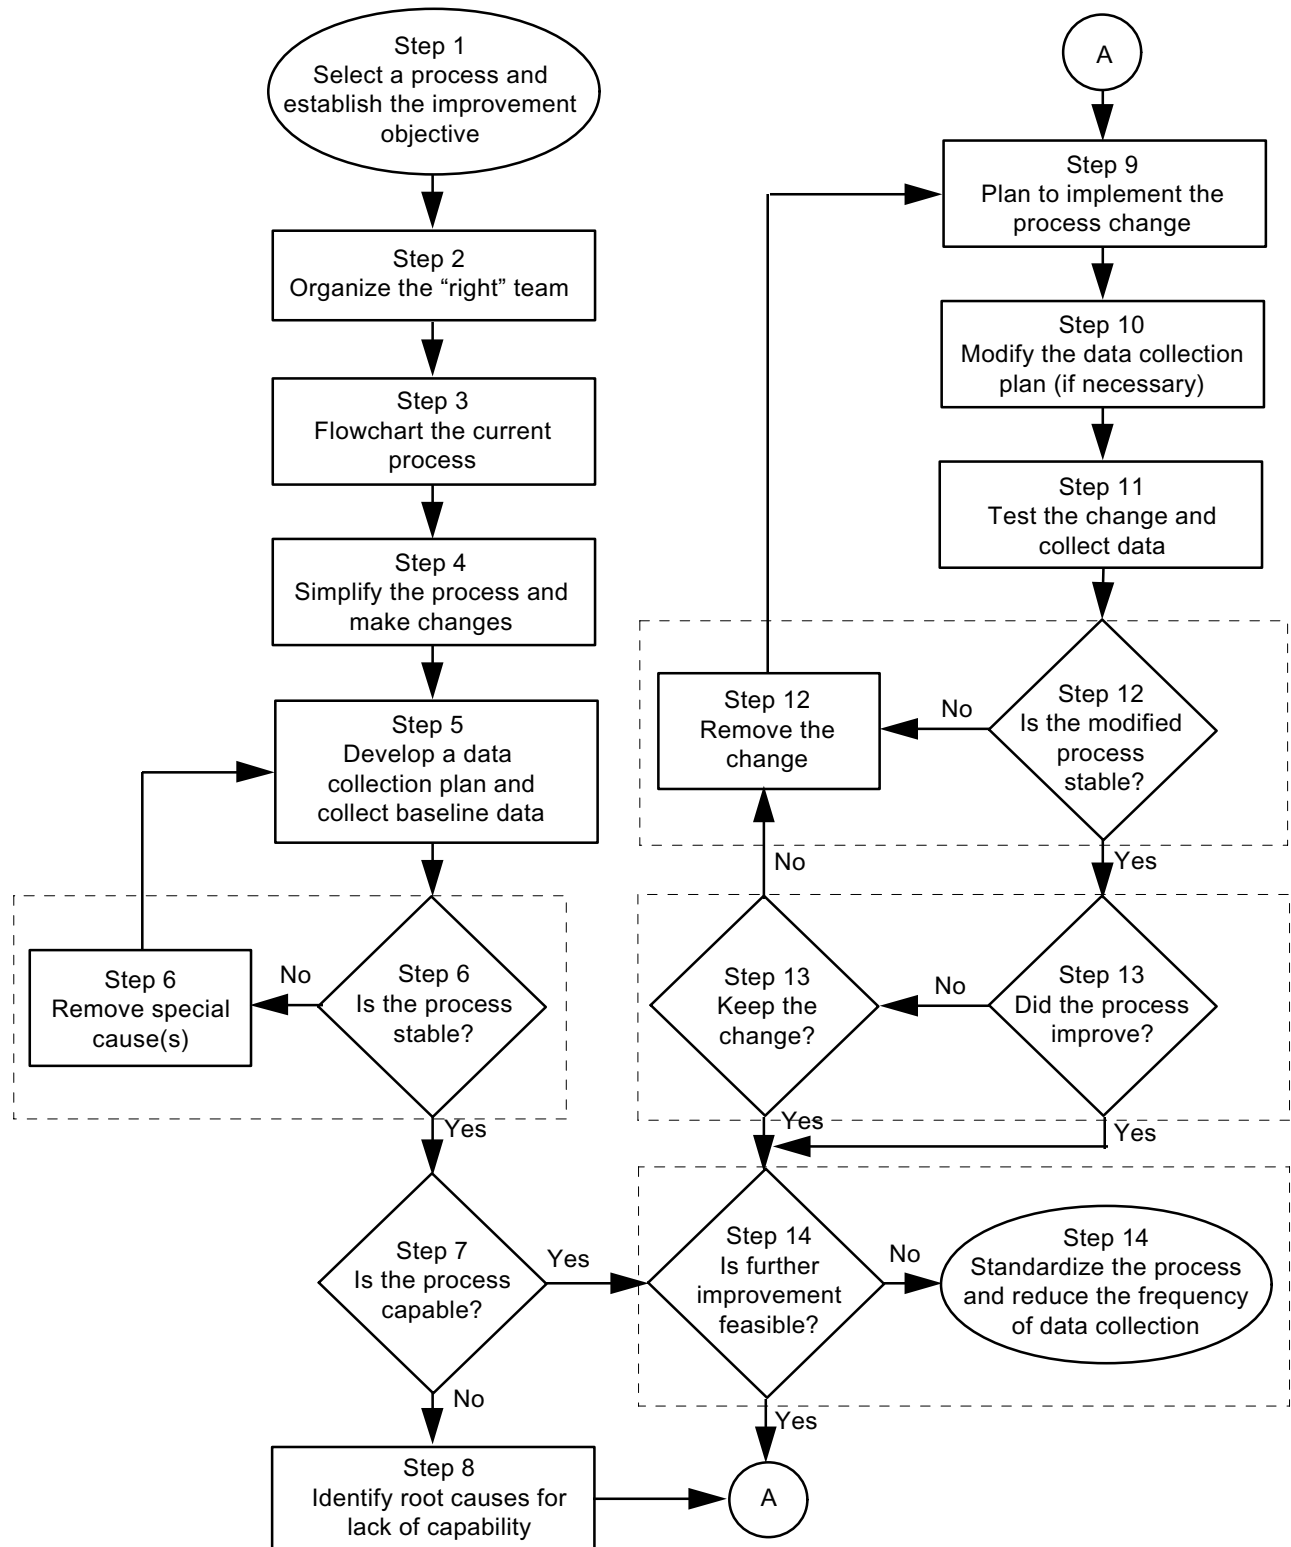 Step 1
Select a process and
establish the improvement
objective
Step 2
Organize the “right” team
Step 3
Flowchart the current
process
Step 4
Simplify the process and
make changes
Step 5
Develop a data
collection plan and
collect baseline data
Step 6
Remove special
cause(s)
No
Step 6
Is the process
stable?
Yes
Step 7
Is the process
capable?
Yes
No
Step 8
Identify root causes for
lack of capability
A
Step 9
Plan to implement the
process change
Step 10
Modify the data collection
plan (if necessary)
Step 11
Test the change and
collect data
Step 12
Remove the
change
No
Step 12
Is the modified
process
stable?
No
Yes
Step 13
Keep the
change?
No
Step 13
Did the process
improve?
Yes
Yes
Step 14
Is further
improvement
feasible?
No
Step 14
Standardize the process
and reduce the frequency
of data collection
Yes
A